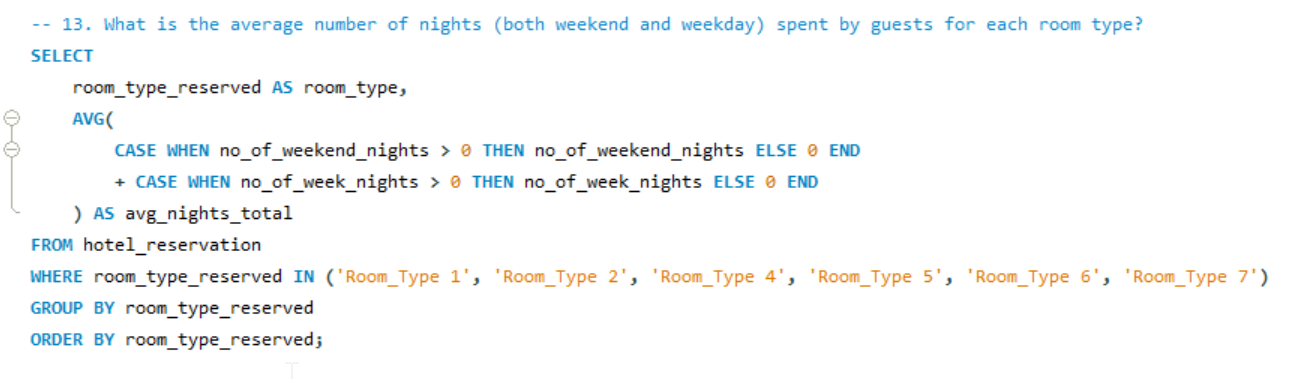 -- 13. What is the average number of nights (both weekend and weekday) spent by guests for each room type?
SELECT
    room_type_reserved AS room_type,
    AVG(
        CASE WHEN no_of_weekend_nights > 0 THEN no_of_weekend_nights ELSE 0 END
        + CASE WHEN no_of_week_nights > 0 THEN no_of_week_nights ELSE 0 END
    ) AS avg_nights_total
FROM hotel_reservation
WHERE room_type_reserved IN ('Room_Type 1', 'Room_Type 2', 'Room_Type 4', 'Room_Type 5', 'Room_Type 6', 'Room_Type 7')
GROUP BY room_type_reserved
ORDER BY room_type_reserved;